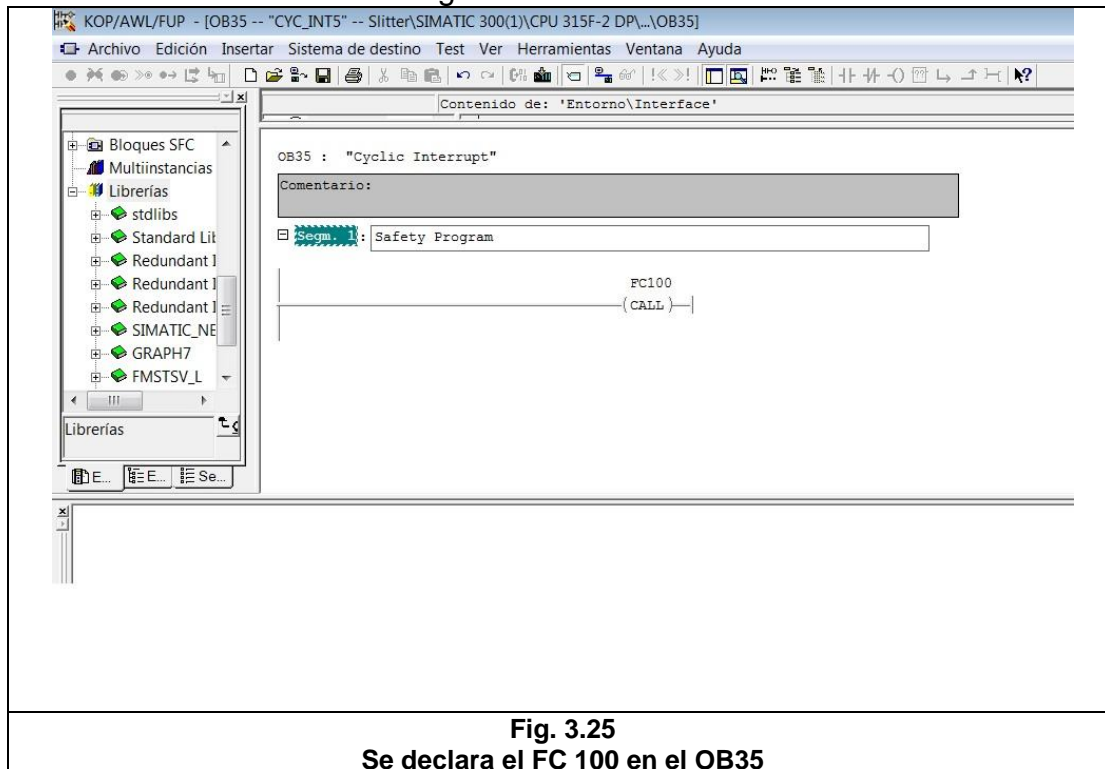 KOP/AWL/FUP - [OB35 -- "CYC_INT5" -- Slitter\SIMATIC 300(1)\CPU 315F-2 DP\...\OB35]
Archivo Edición Insertar Sistema de destino Test Ver Herramientas Ventana Ayuda
Contenido de: 'Entorno\Interface'
Bloques SFC
Multiinstancias
Librerías
stdlibs
Standard Lib
Redundant I
Redundant I
Redundant I
SIMATIC_NE
GRAPH7
FMSTSV_L
Librerías
E... E... Se...
OB35 : "Cyclic Interrupt"
Comentario:
Segm. 1: Safety Program
FC100
(CALL)
Fig. 3.25
Se declara el FC 100 en el OB35